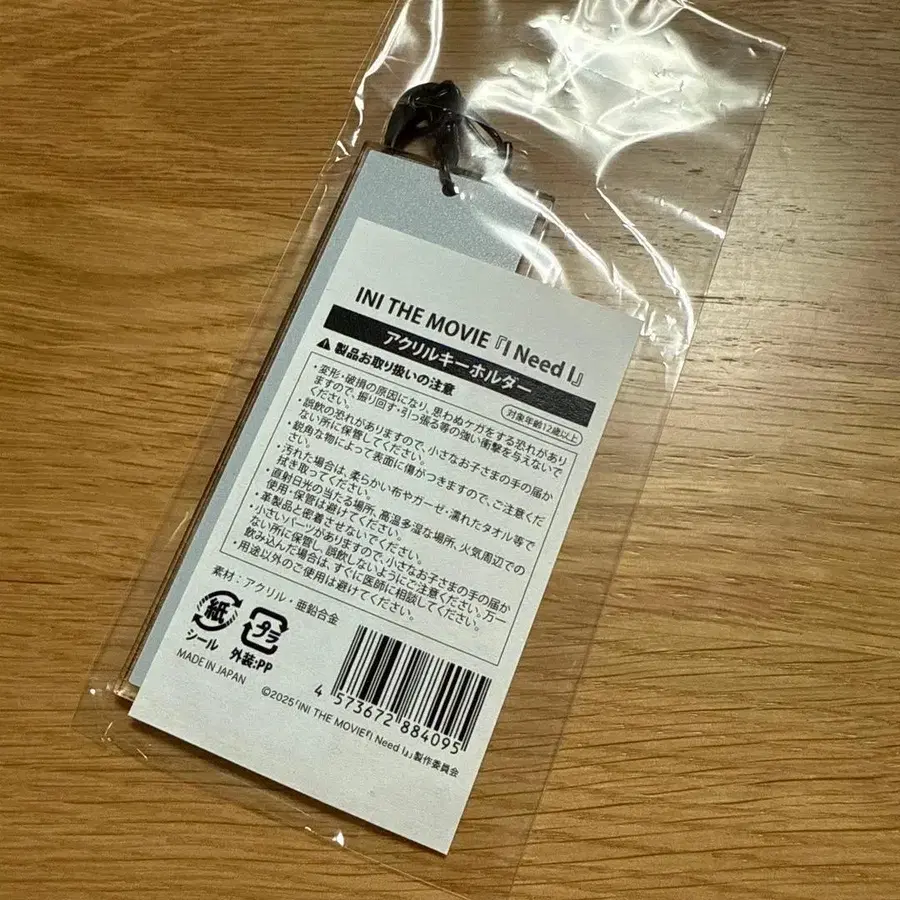 INI THE MOVIE『I Need I』
アクリルキーホルダー
⚠製品お取り扱いの注意
対象年齢12歳以上
・変形・破損の原因になり、思わぬケガをする恐れがあり
ますので、振り回す・引っ張る等の強い衝撃を与えないで
ください。
・誤飲の恐れがありますので、小さなお子さまの手の届か
ない所に保管してください。
・鋭角な物によって表面に傷がつきますので、ご注意くだ
さい。
・汚れた場合は、柔らかい布やガーゼ・濡れたタオル等で
拭き取ってください。
・直射日光の当たる場所、高温多湿な場所、火気周辺での
使用・保管は避けてください。
・革製品と密着させないでください。
・小さいパーツがありますので、小さなお子さまの手の届か
ない所に保管し、誤飲しないようにご注意ください。万一
飲み込んだ場合は、すぐに医師に相談してください。
・用途以外のご使用は避けてください。
素材：アクリル・亜鉛合金
紙
シール
プラ
外装:PP
MADE IN JAPAN
4 573672 884095
©2025「INI THE MOVIE『I Need I』」製作委員会